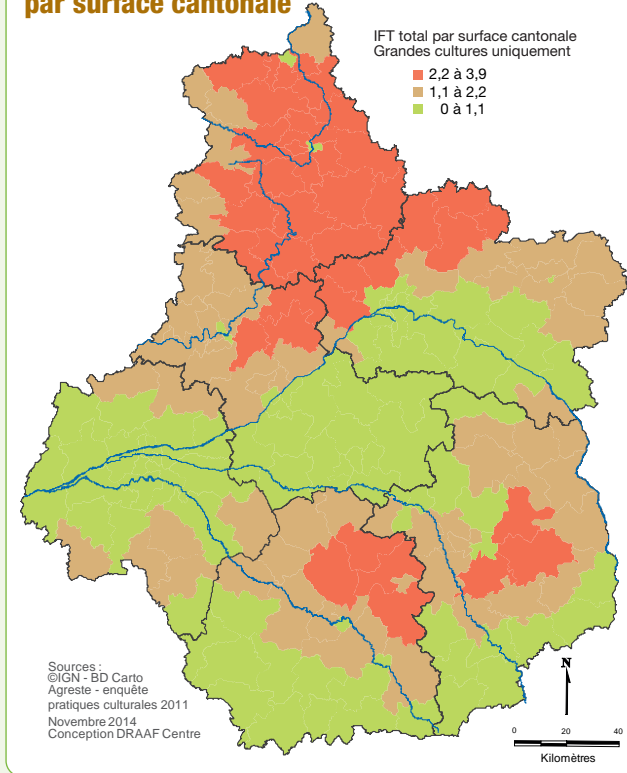 par surface cantonale
IFT total par surface cantonale
Grandes cultures uniquement
2,2 à 3,9
1,1 à 2,2
0 à 1,1
Sources :
©IGN - BD Carto
Agreste - enquête
pratiques culturales 2011
Novembre 2014
Conception DRAAF Centre
N
0 20 40
Kilomètres